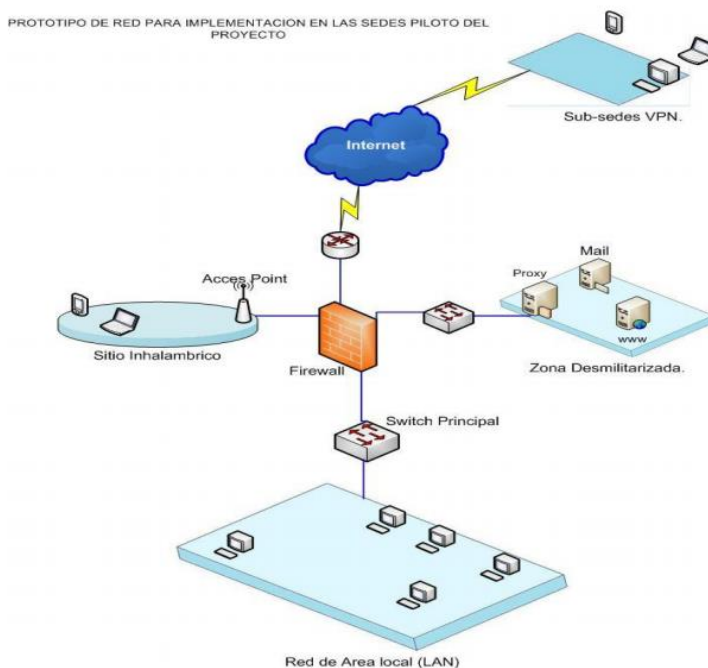 PROTOTIPO DE RED PARA IMPLEMENTACION EN LAS SEDES PILOTO DEL
PROYECTO
Sub-sedes VPN.
Internet
Acces Point
Mail
Proxy
www
Sitio Inhalambrico
Firewall
Zona Desmilitarizada.
Switch Principal
Red de Area local (LAN)